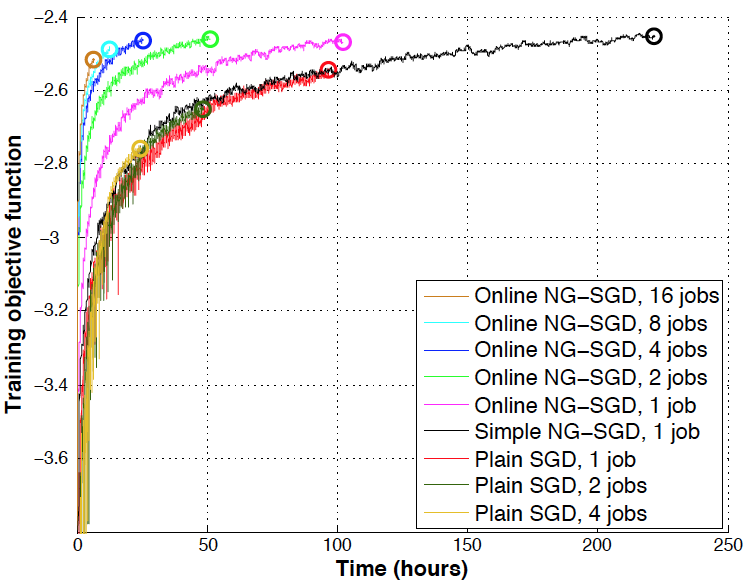 Training objective function
−2.4
−2.6
−2.8
−3
−3.2
−3.4
−3.6
Online NG−SGD, 16 jobs
Online NG−SGD, 8 jobs
Online NG−SGD, 4 jobs
Online NG−SGD, 2 jobs
Online NG−SGD, 1 job
Simple NG−SGD, 1 job
Plain SGD, 1 job
Plain SGD, 2 jobs
Plain SGD, 4 jobs
0 50 100 150 200 250
Time (hours)